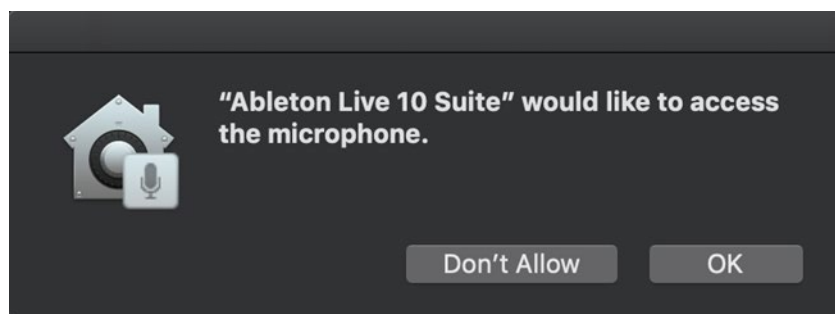 “Ableton Live 10 Suite” would like to access
the microphone.
Don’t Allow
OK